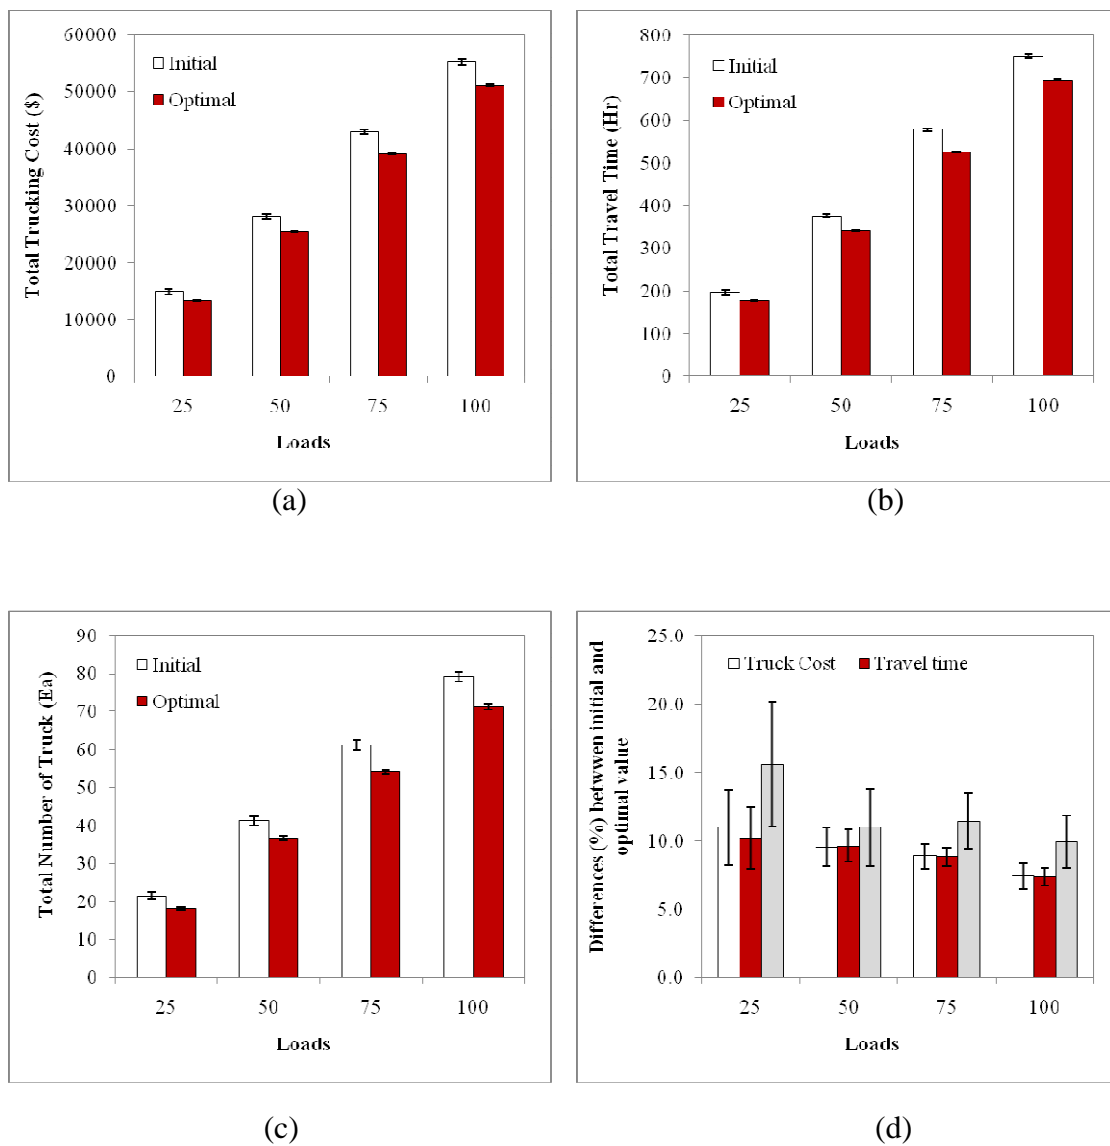 60000
50000
40000
30000
20000
10000
0
Total Trucking Cost ($)
Initial
Optimal
25 50 75 100
Loads
(a)
800
700
600
500
400
300
200
100
0
Total Travel Time (Hr)
Initial
Optimal
25 50 75 100
Loads
(b)
90
80
70
60
50
40
30
20
10
0
Total Number of Truck (Ea)
Initial
Optimal
25 50 75 100
Loads
(c)
25.0
20.0
15.0
10.0
5.0
0.0
Differences (%) betwwen initial and
optimal value
Truck Cost Travel time
25 50 75 100
Loads
(d)